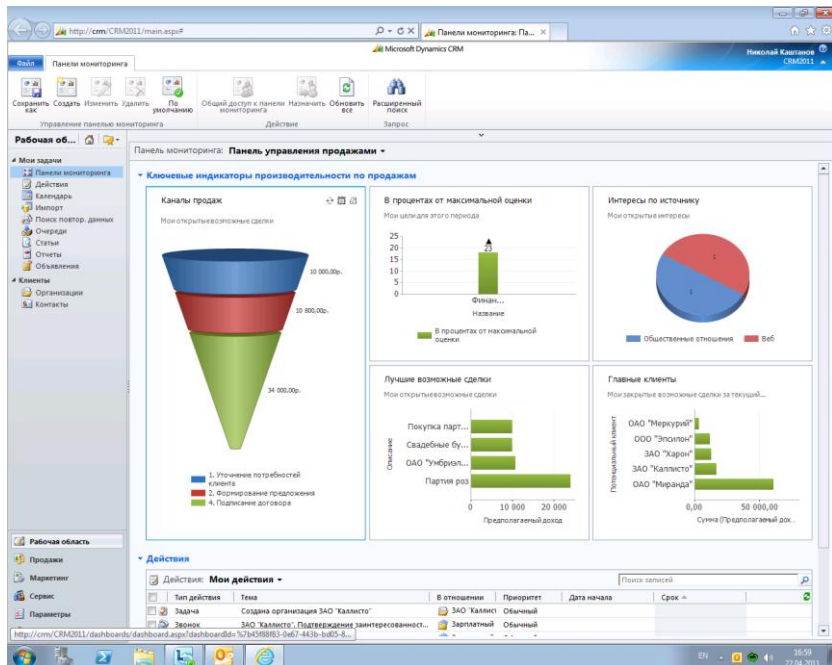 http://crm/CRM2011/main.aspx#
Панели мониторинга: Па...
Microsoft Dynamics CRM
Николай Каштанов
CRM2011
Файл
Панели мониторинга
Сохранить как
Создать
Изменить
Удалить
По умолчанию
Общий доступ к панели мониторинга
Назначить
Обновить все
Расширенный поиск
Управление панелью мониторинга
Действие
Запрос
Рабочая об...
Панель мониторинга: Панель управления продажами
Мои задачи
Панели мониторинга
Действия
Календарь
Импорт
Поиск повтор. данных
Очереди
Статьи
Отчеты
Объявления
Клиенты
Организации
Контакты
Ключевые индикаторы производительности по продажам
Каналы продаж
Мои открытые возможные сделки
10 000,00р.
10 800,00р.
34 000,00р.
1. Уточнение потребностей
клиента
2. Формирование предложения
4. Подписание договора
В процентах от максимальной оценки
Мои цели для этого периода
25
20
15
10
5
0
23
Финан...
Название
В процентах от максимальной
оценки
Интересы по источнику
Мои открытые интересы
1
1
Общественные отношения
Веб
Лучшие возможные сделки
Мои открытые возможные сделки
Описание
Покупка парт...
Свадебные бу...
ОАО "Умбриэл...
Партия роз
0 10 000 20 000
Предполагаемый доход
Главные клиенты
Мои закрытые возможные сделки за текущий...
Потенциальный клиент
ОАО "Меркурий"
ООО "Эпсилон"
ЗАО "Харон"
ЗАО "Каллисто"
ОАО "Миранда"
0,00 50 000,00
Сумма (Предполагаемый дох...
Рабочая область
Продажи
Маркетинг
Сервис
Параметры
Действия
Действия: Мои действия
Поиск записей
Тип действия Тема В отношении Приоритет Дата начала Срок
Задача Создана организация ЗАО "Каллисто" ЗАО "Каллист Обычный
Звонок ЗАО "Каллисто", Подтверждение заинтересованност... Зарплатный Обычный
http://crm/CRM2011/dashboards/dashboard.aspx?dashboardId=%7b45f88f83-0e67-443b-bd05-8...
EN
16:59
22.04.2011